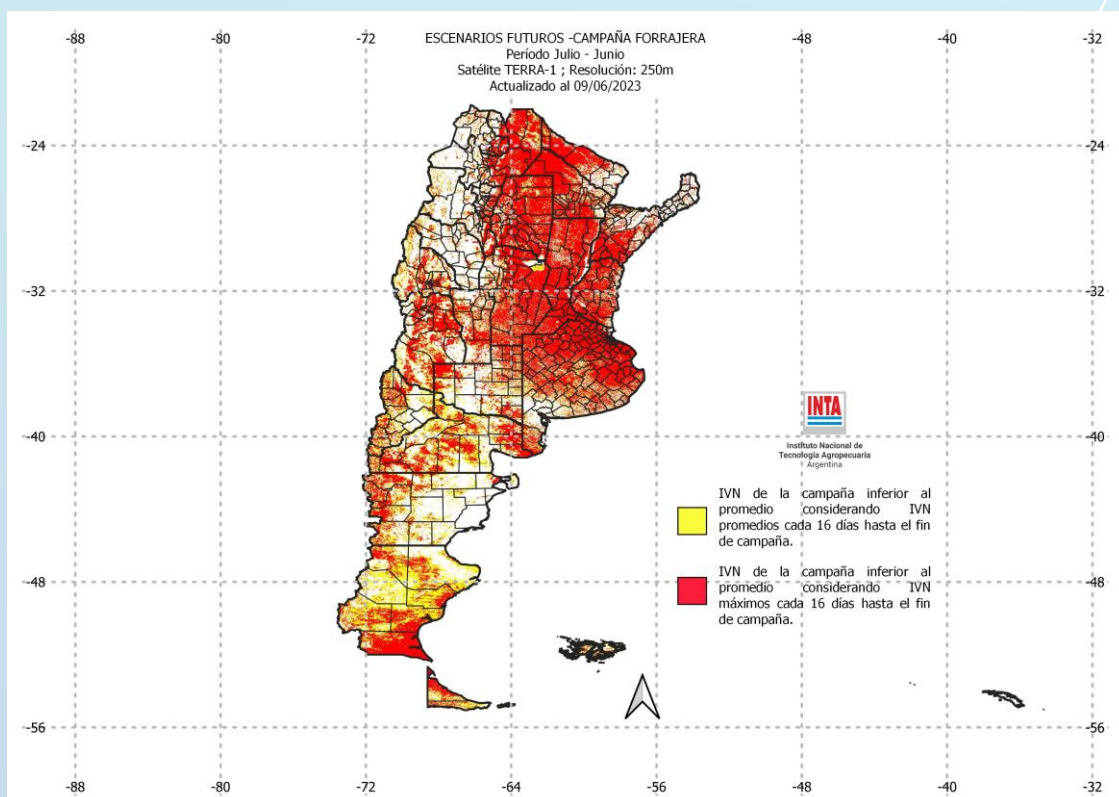 ESCENARIOS FUTUROS -CAMPAÑA FORRAJERA
Período Julio - Junio
Satélite TERRA-1 ; Resolución: 250m
Actualizado al 09/06/2023
-88 -80 -72 -48 -40 -32
-24 -24
-32 -32
-40 -40
-48 -48
-56 -56
-88 -80 -72 -64 -56 -48 -40 -32
INTA
Instituto Nacional de
Tecnología Agropecuaria
Argentina
IVN de la campaña inferior al
promedio considerando IVN
promedios cada 16 días hasta el fin
de campaña.
IVN de la campaña inferior al
promedio considerando IVN
máximos cada 16 días hasta el fin
de campaña.